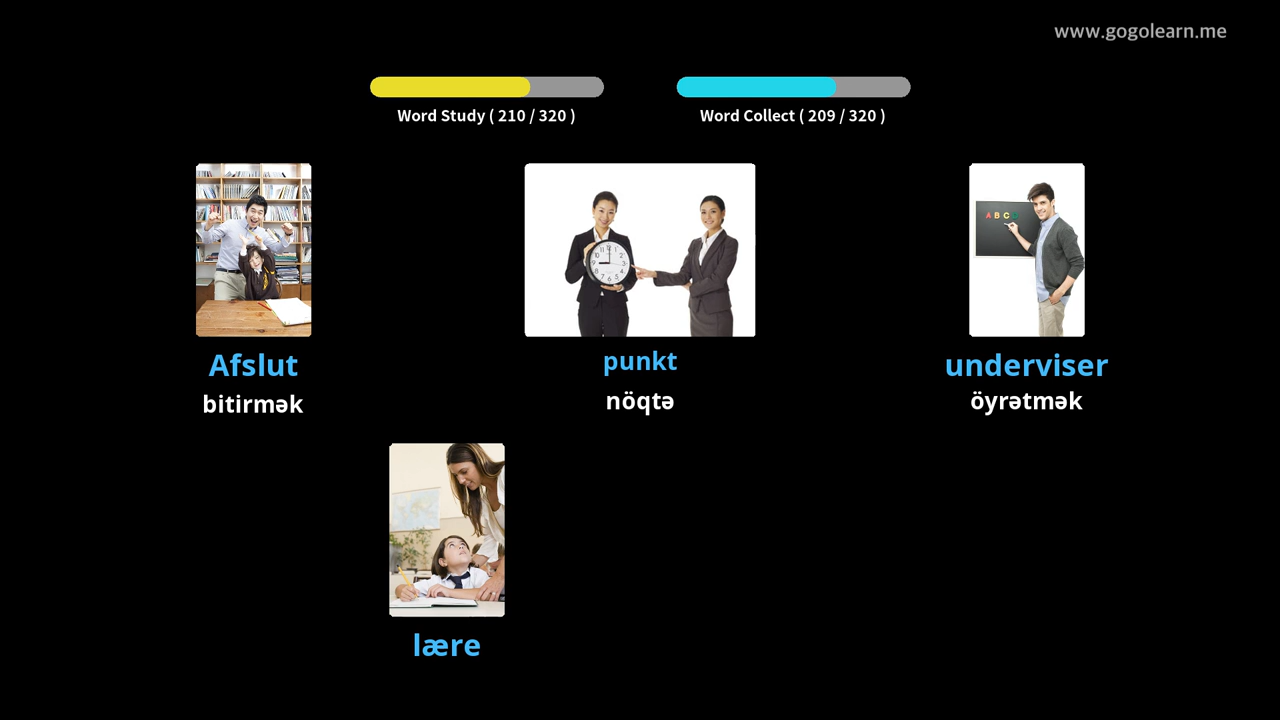 www.gogolearn.me
Word Study ( 210 / 320 )
Word Collect ( 209 / 320 )
Afslut
bitirmək
punkt
nöqtə
underviser
öyrətmək
lære